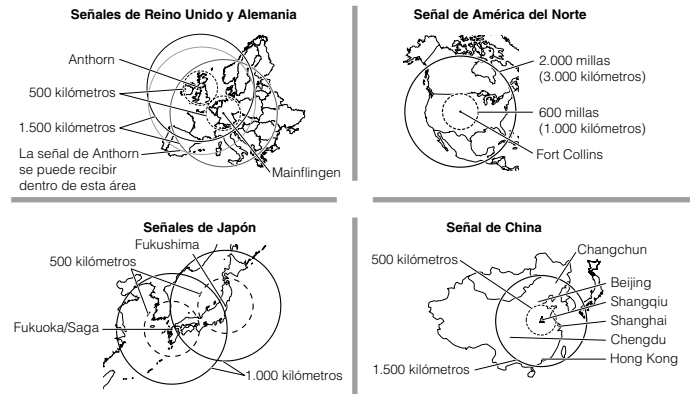 Señales de Reino Unido y Alemania
Anthorn
500 kilómetros
1.500 kilómetros
La señal de Anthorn
se puede recibir
dentro de esta área
Mainflingen
Señal de América del Norte
2.000 millas
(3.000 kilómetros)
600 millas
(1.000 kilómetros)
Fort Collins
Señales de Japón
Fukushima
500 kilómetros
Fukuoka/Saga
1.000 kilómetros
Señal de China
Changchun
500 kilómetros
Beijing
Shangqiu
Shanghai
Chengdu
Hong Kong
1.500 kilómetros